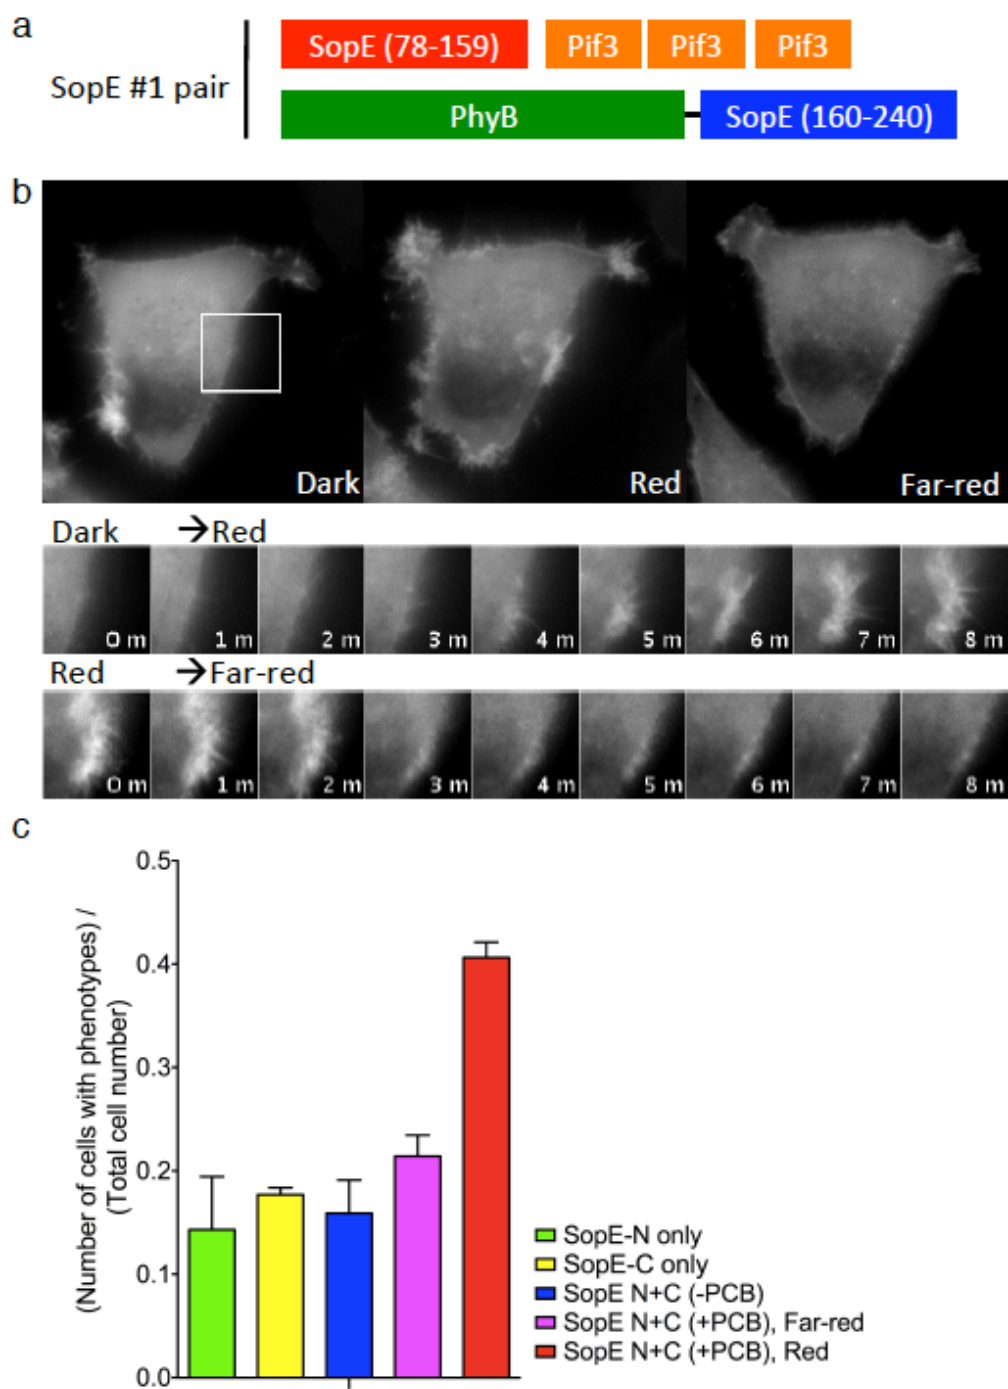 a
SopE #1 pair
SopE (78-159) Pif3 Pif3 Pif3
PhyB SopE (160-240)
b
Dark Red Far-red
Dark →Red
0 m 1 m 2 m 3 m 4 m 5 m 6 m 7 m 8 m
Red →Far-red
0 m 1 m 2 m 3 m 4 m 5 m 6 m 7 m 8 m
c
(Number of cells with phenotypes) /
(Total cell number)
0.5
0.4
0.3
0.2
0.1
0.0
SopE-N only
SopE-C only
SopE N+C (-PCB)
SopE N+C (+PCB), Far-red
SopE N+C (+PCB), Red